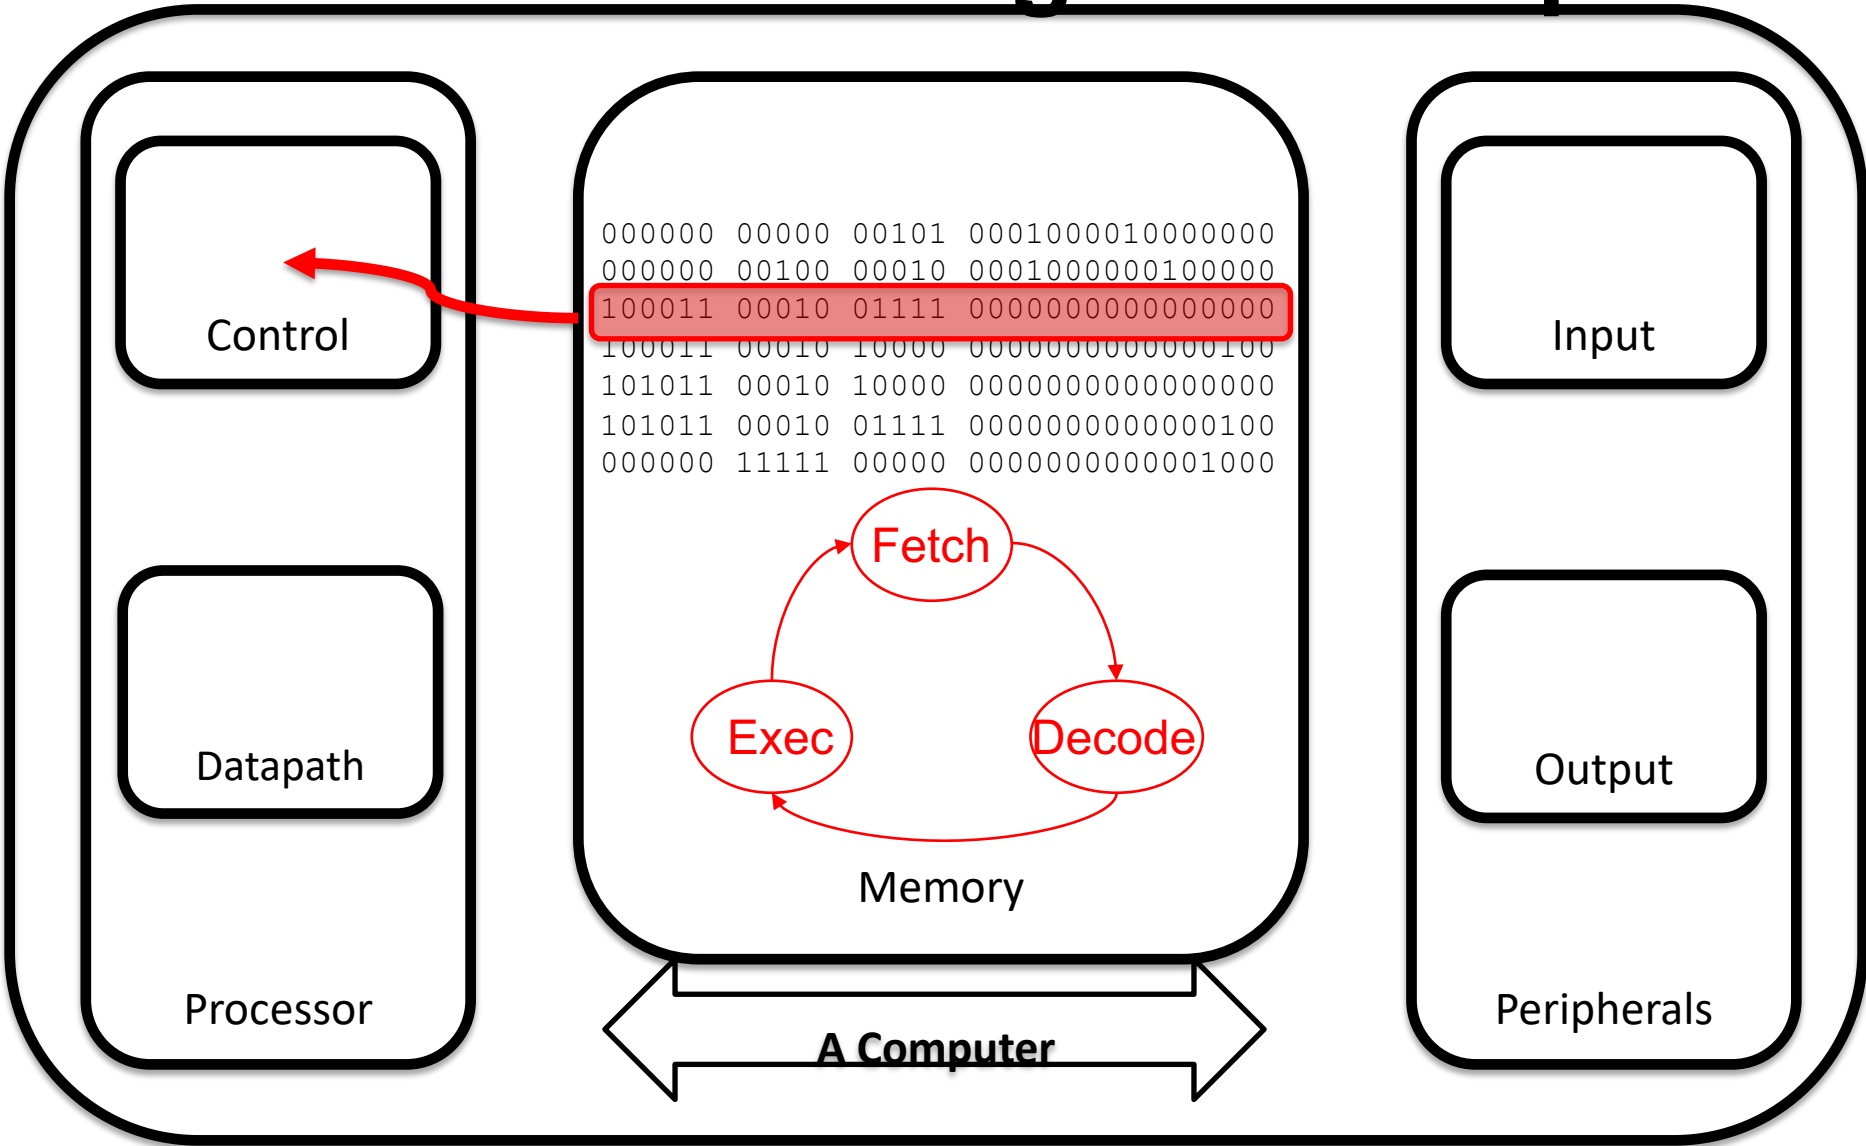 000000 00000 00101 0001000010000000
000000 00100 00010 0001000000100000
100011 00010 01111 0000000000000000
100011 00010 10000 0000000000000100
101011 00010 10000 0000000000000000
101011 00010 01111 0000000000000100
000000 11111 00000 0000000000001000
Control
Input
Fetch
Exec
Decode
Datapath
Output
Memory
Processor
Peripherals
A Computer